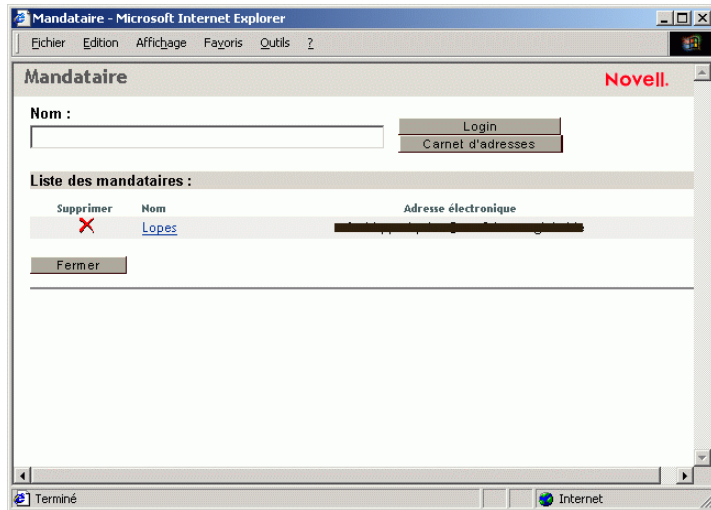 Mandataire - Microsoft Internet Explorer
Fichier Edition Affichage Favoris Outils ?
Mandataire
Novell.
Nom :
Login
Carnet d'adresses
Liste des mandataires :
Supprimer Nom Adresse électronique
Lopes
Fermer
Terminé Internet